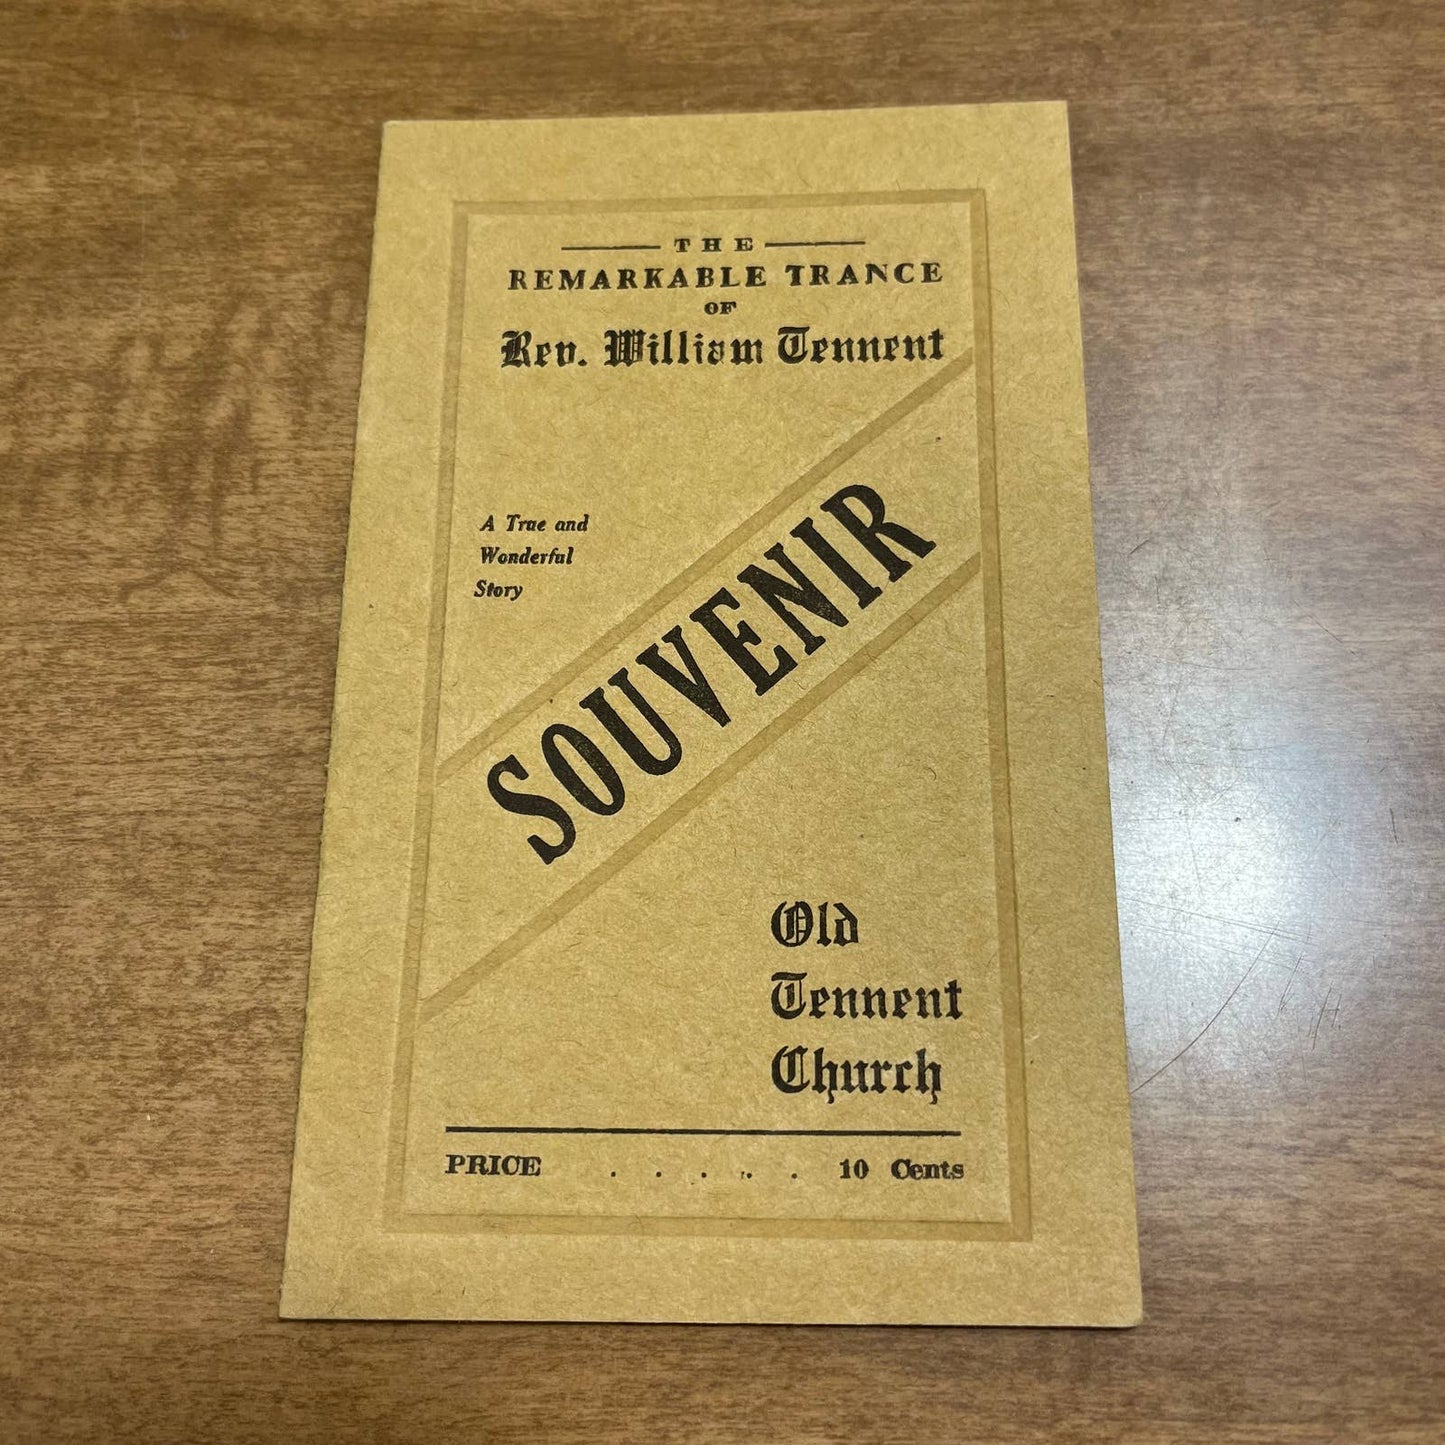 THE
REMARKABLE TRANCE
OF
Rev. William Tennent
A True and
Wonderful
Story
SOUVENIR
Old
Tennent
Church
PRICE . . . . . 10 Cents